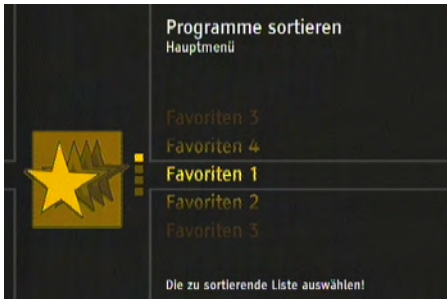 Programme sortieren
Hauptmenü
Favoriten 3
Favoriten 4
Favoriten 1
Favoriten 2
Favoriten 3
Die zu sortierende Liste auswählen!